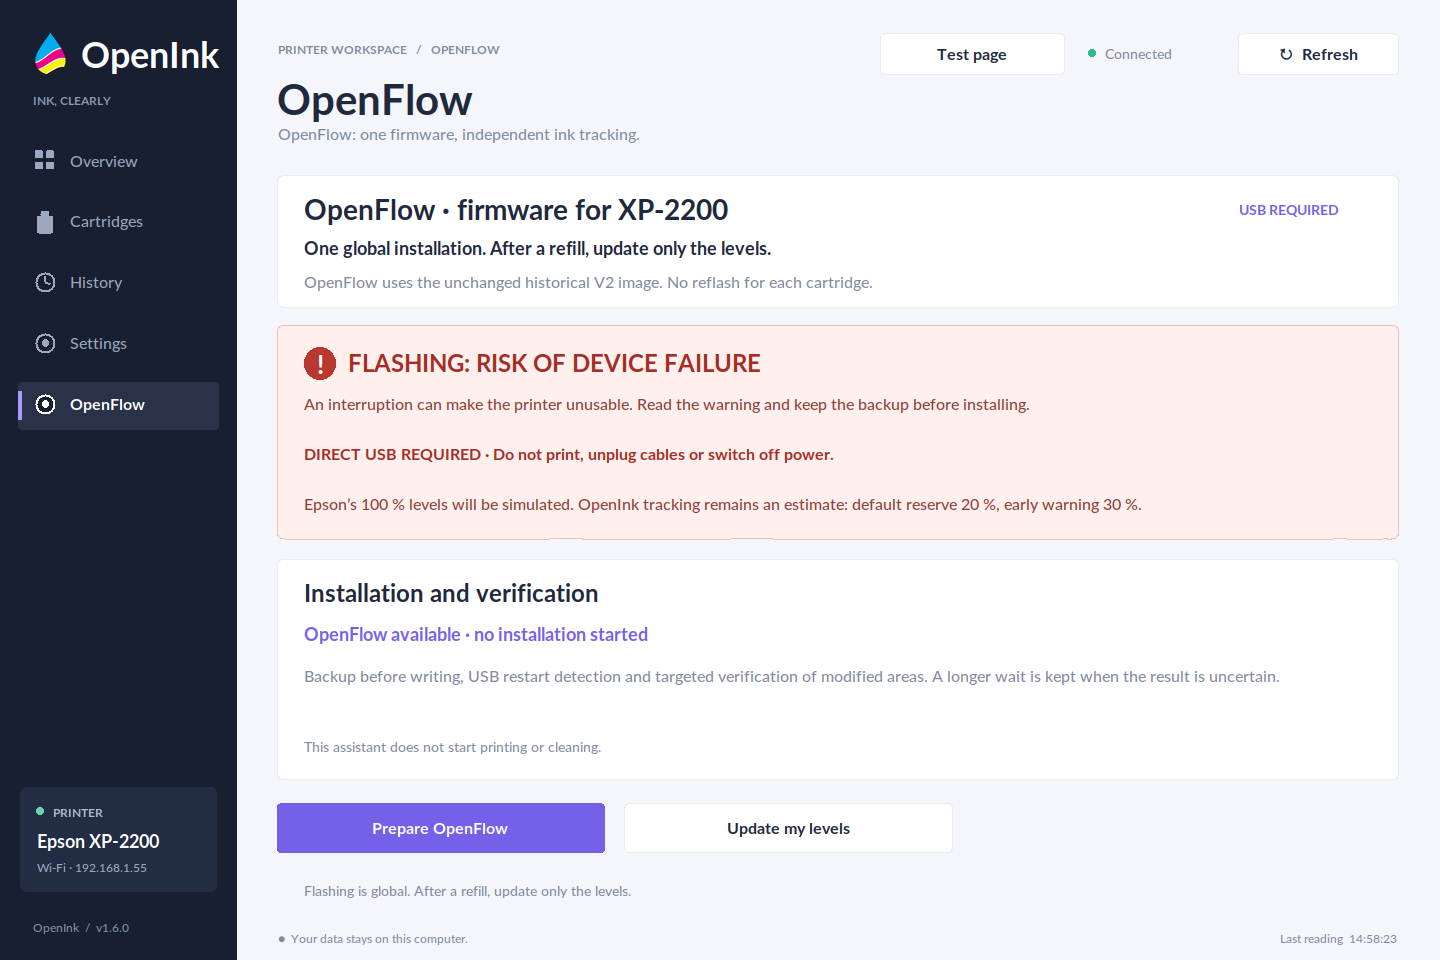 OpenInk
INK, CLEARLY
Overview
Cartridges
History
Settings
OpenFlow
PRINTER
Epson XP-2200
Wi-Fi · 192.168.1.55
OpenInk / v1.6.0
PRINTER WORKSPACE / OPENFLOW
Test page
Connected
↻ Refresh
OpenFlow
OpenFlow: one firmware, independent ink tracking.
OpenFlow · firmware for XP-2200
USB REQUIRED
One global installation. After a refill, update only the levels.
OpenFlow uses the unchanged historical V2 image. No reflash for each cartridge.
! FLASHING: RISK OF DEVICE FAILURE
An interruption can make the printer unusable. Read the warning and keep the backup before installing.
DIRECT USB REQUIRED · Do not print, unplug cables or switch off power.
Epson’s 100 % levels will be simulated. OpenInk tracking remains an estimate: default reserve 20 %, early warning 30 %.
Installation and verification
OpenFlow available · no installation started
Backup before writing, USB restart detection and targeted verification of modified areas. A longer wait is kept when the result is uncertain.
This assistant does not start printing or cleaning.
Prepare OpenFlow
Update my levels
Flashing is global. After a refill, update only the levels.
● Your data stays on this computer.
Last reading 14:58:23